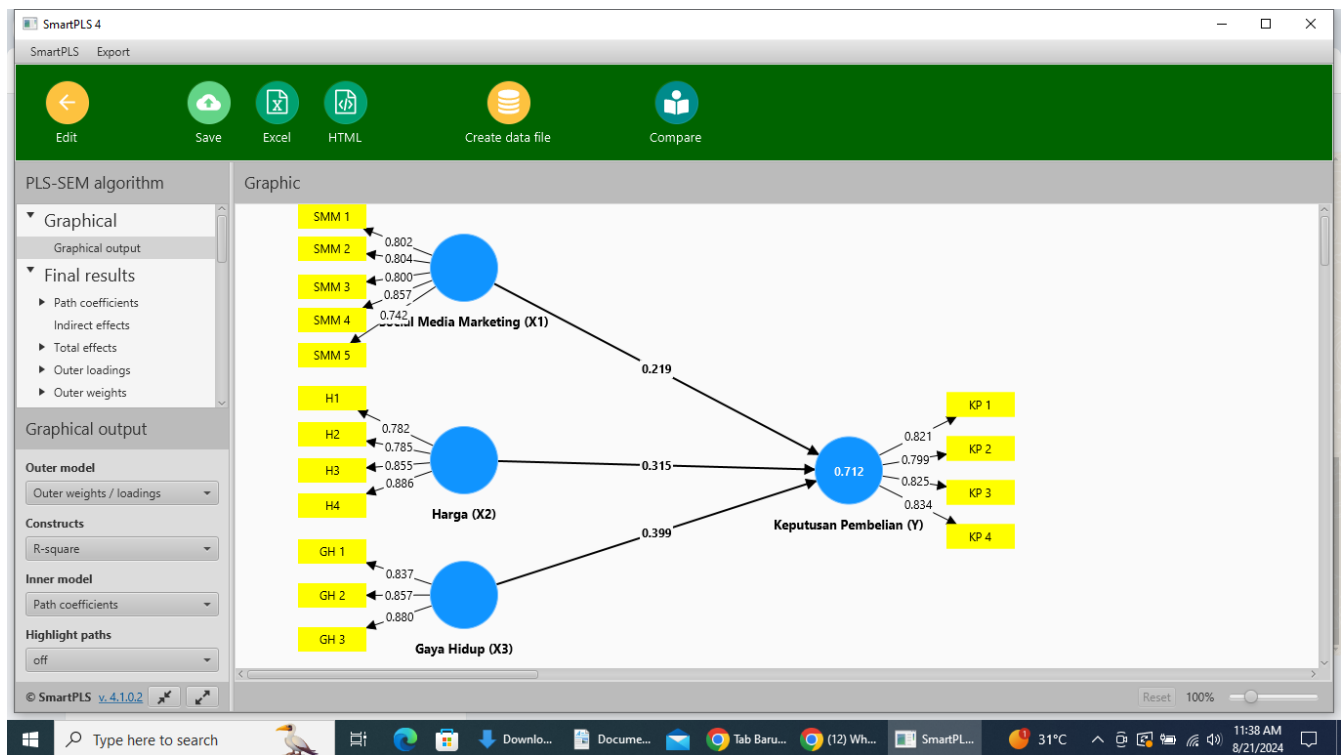 SmartPLS 4
SmartPLS Export
Edit Save Excel HTML Create data file Compare
PLS-SEM algorithm
Graphical
Graphical output
Final results
Path coefficients
Indirect effects
Total effects
Outer loadings
Outer weights
Graphical output
Outer model
Outer weights / loadings
Constructs
R-square
Inner model
Path coefficients
Highlight paths
off
© SmartPLS v. 4.1.0.2
Graphic
SMM 1
SMM 2
SMM 3
SMM 4
SMM 5
0.802
0.804
0.800
0.857
0.742
Media Marketing (X1)
H1
H2
H3
H4
0.782
0.785
0.855
0.886
Harga (X2)
GH 1
GH 2
GH 3
0.837
0.857
0.880
Gaya Hidup (X3)
0.219
0.315
0.399
0.712
Keputusan Pembelian (Y)
0.821
0.799
0.825
0.834
KP 1
KP 2
KP 3
KP 4
Reset 100%
Type here to search
Downlo...
Docume...
Tab Baru...
(12) Wh...
SmartPL...
31°C
11:38 AM
8/21/2024